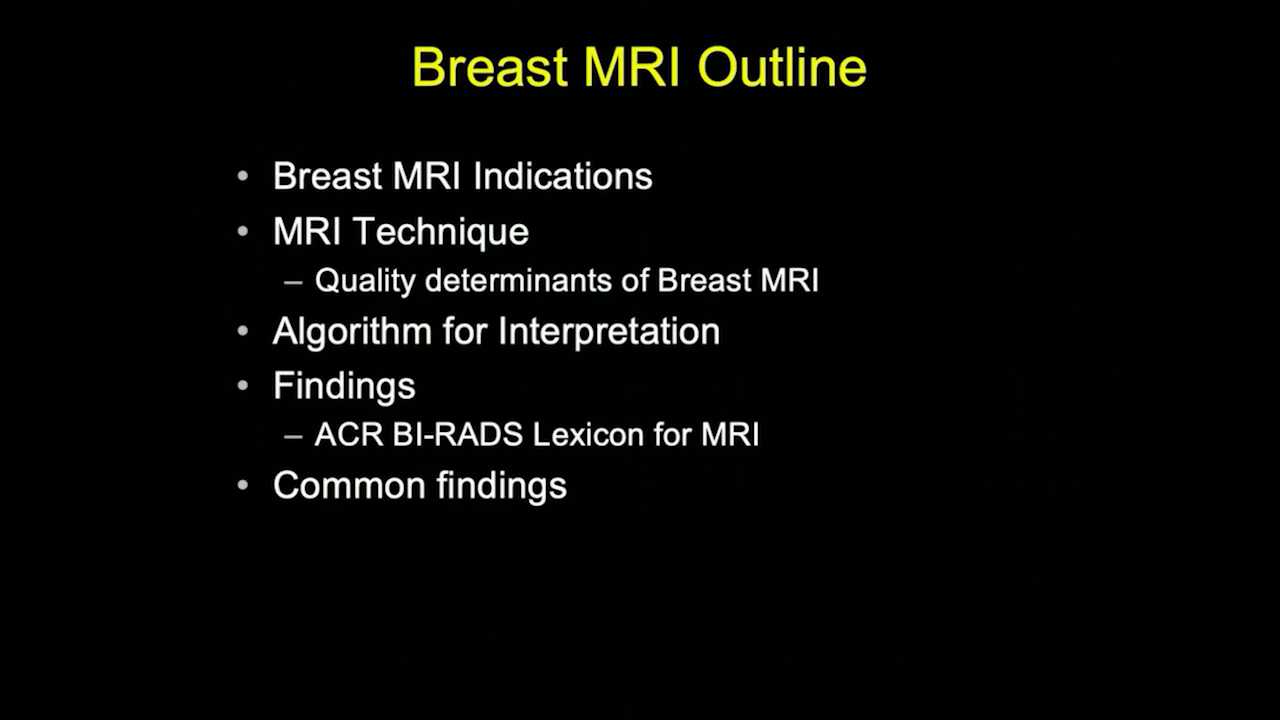 Breast MRI Outline
• Breast MRI Indications
• MRI Technique
– Quality determinants of Breast MRI
• Algorithm for Interpretation
• Findings
– ACR BI-RADS Lexicon for MRI
• Common findings